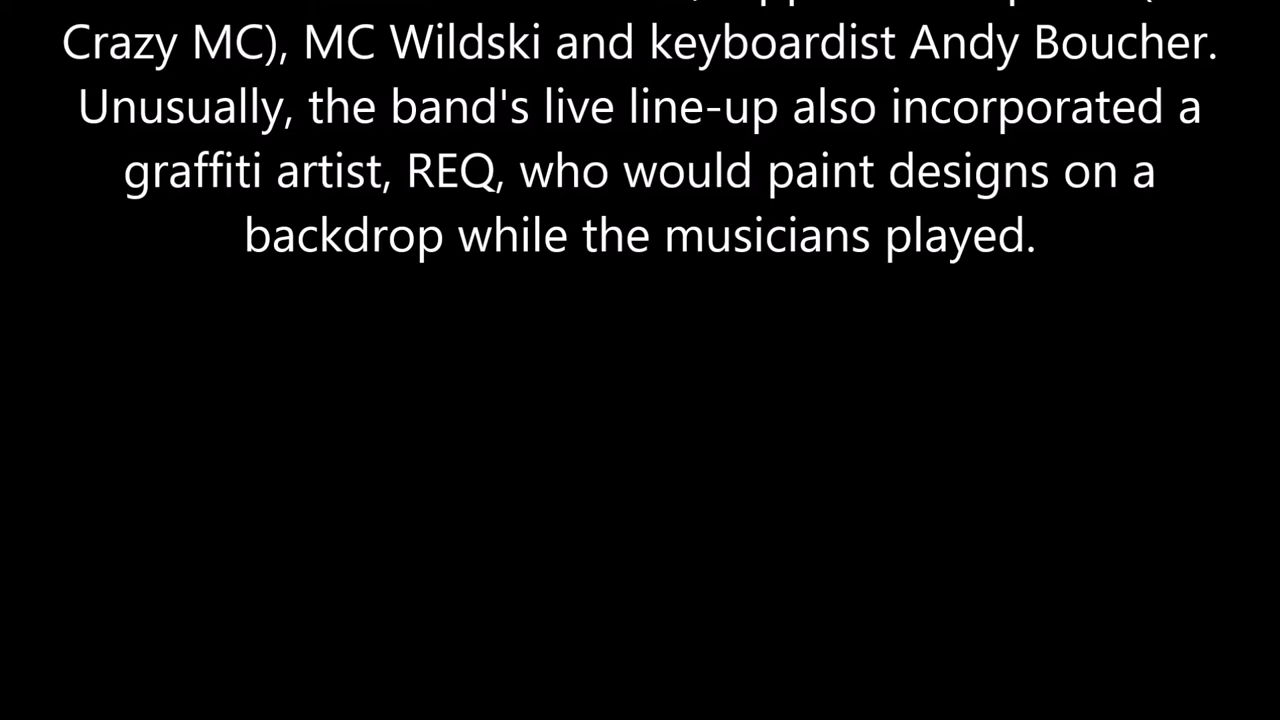 Crazy MC), MC Wildski and keyboardist Andy Boucher.
Unusually, the band's live line-up also incorporated a
graffiti artist, REQ, who would paint designs on a
backdrop while the musicians played.